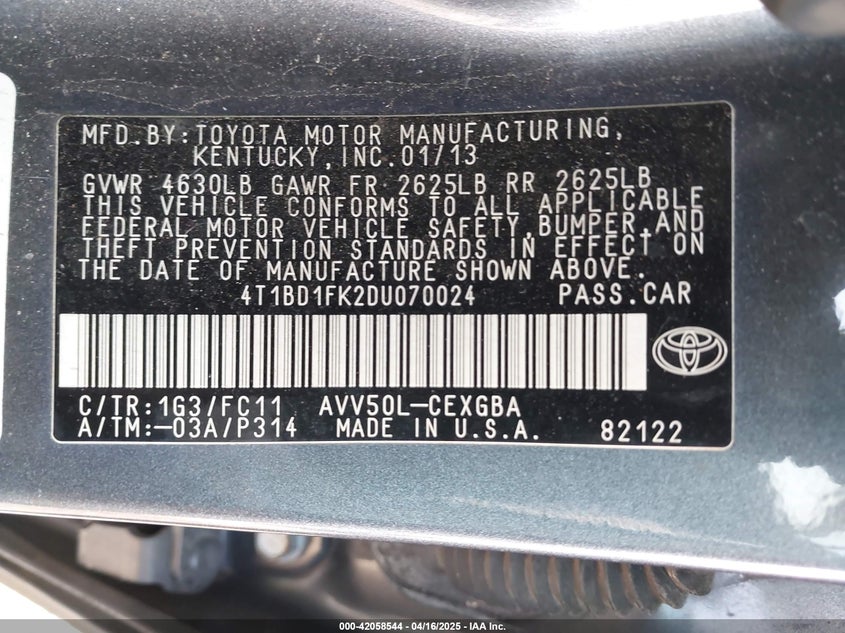 MFD.BY:TOYOTA MOTOR MANUFACTURING,
KENTUCKY,INC.01/13
GVWR 4630LB GAWR FR 2625LB RR 2625LB
THIS VEHICLE CONFORMS TO ALL APPLICABLE
FEDERAL MOTOR VEHICLE SAFETY,BUMPER,AND
THEFT PREVENTION STANDARDS IN EFFECT ON
THE DATE OF MANUFACTURE SHOWN ABOVE.
4T1BD1FK2DU070024 PASS.CAR
C/TR:1G3/FC11 AVV50L-CEXGBA
A/TM:-03A/P314 MADE IN U.S.A. 82122
000-42058544 - 04/16/2025 - IAA Inc.